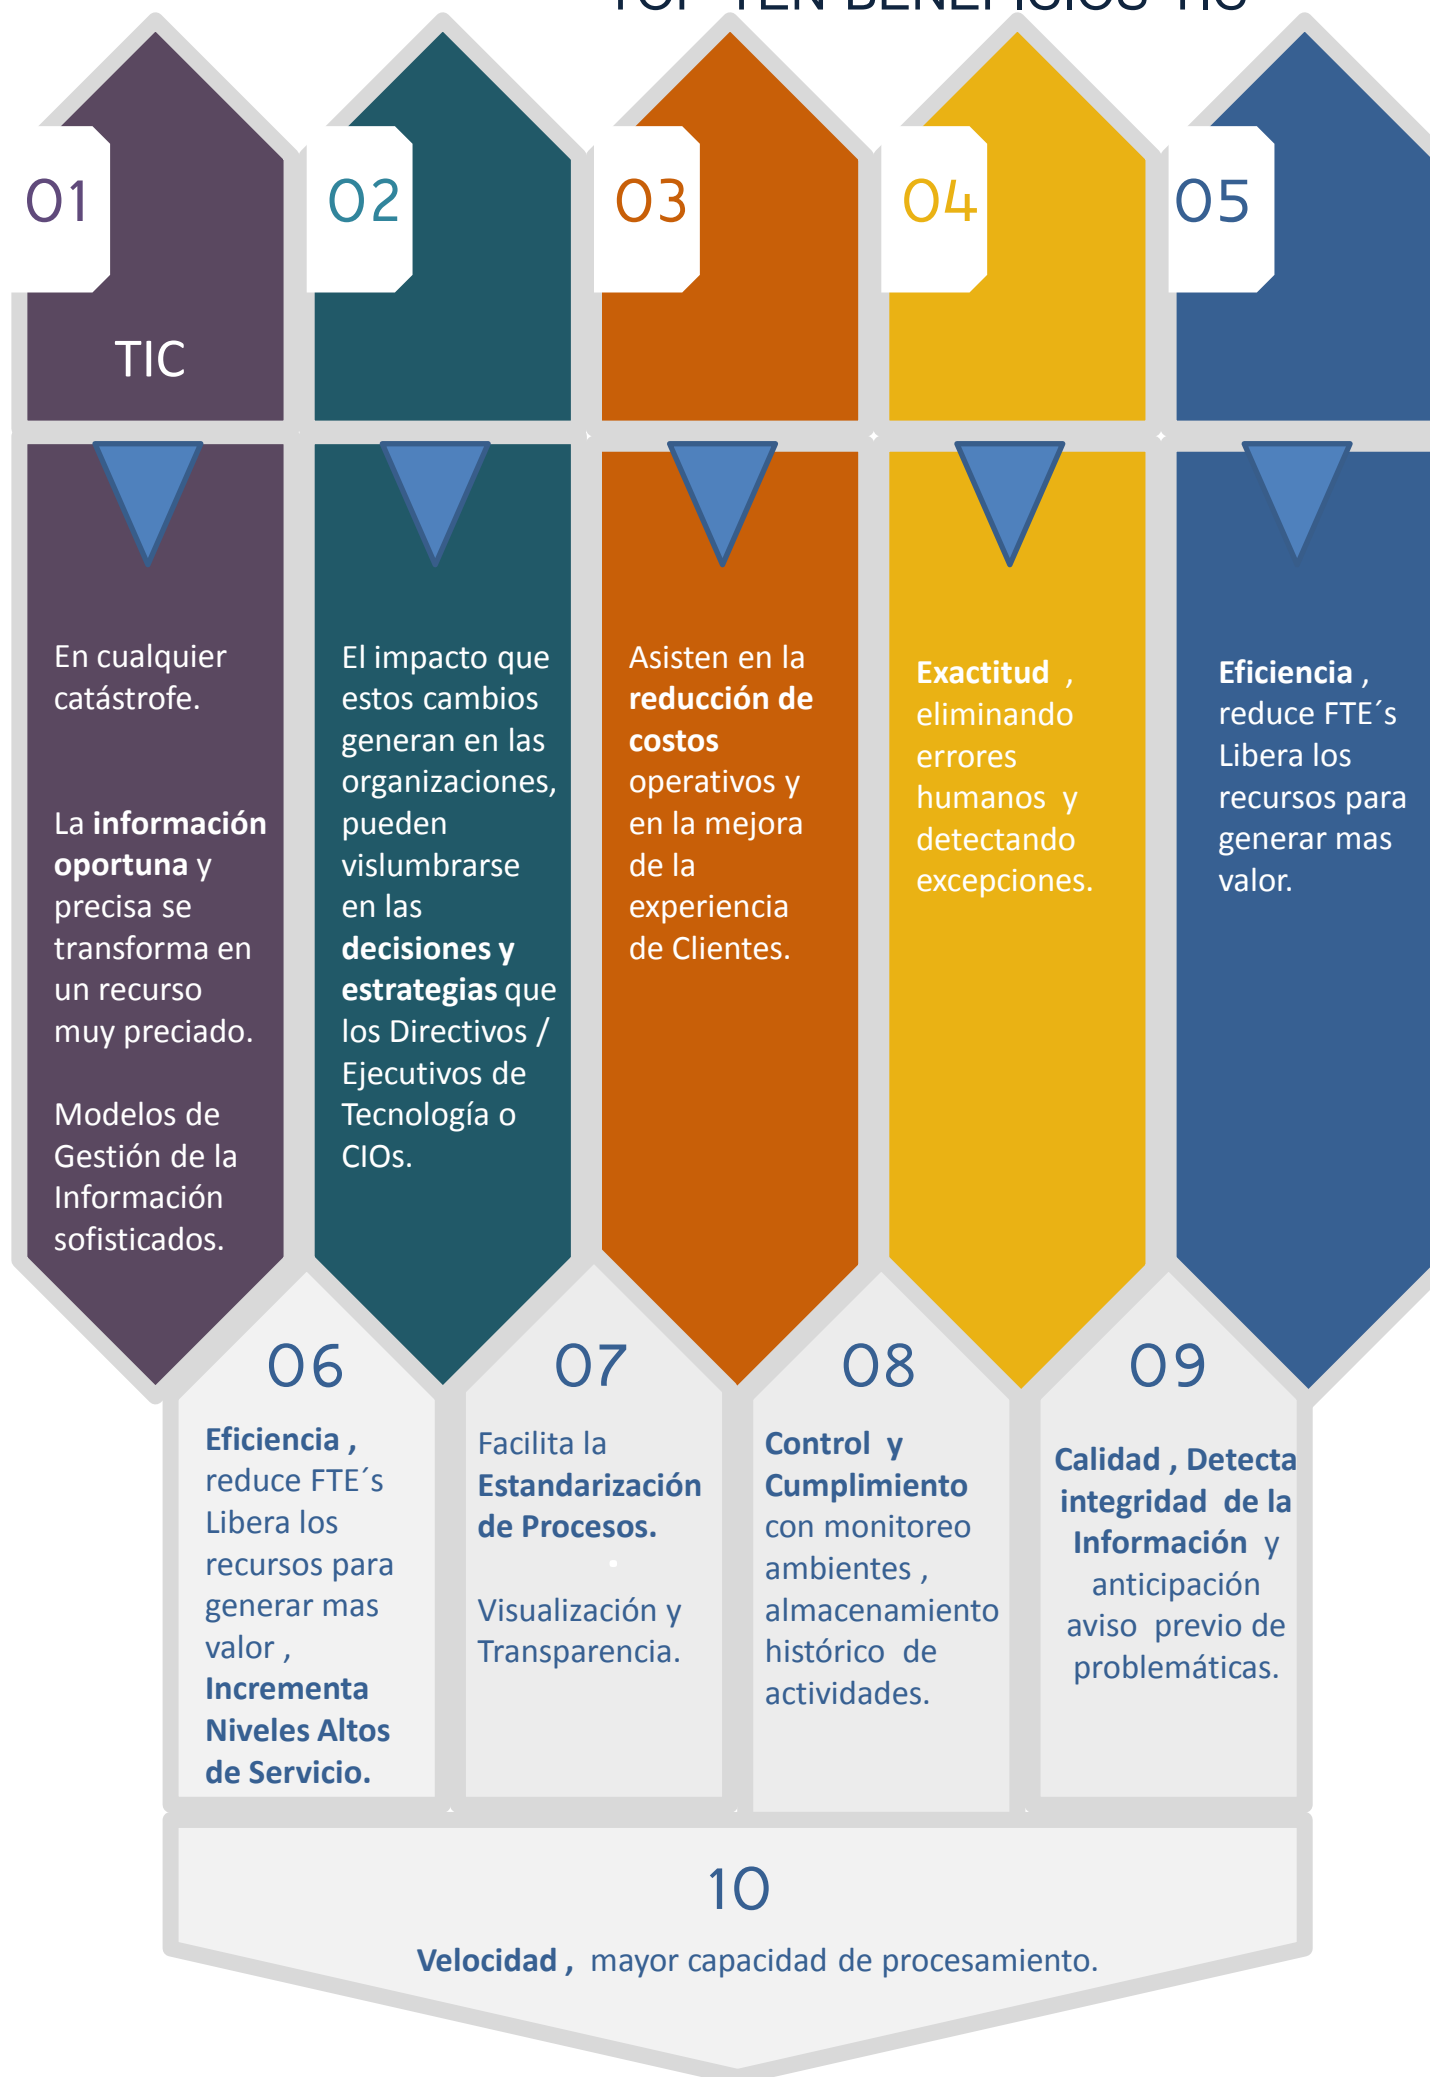 TOP TEN BENEFICIOS TIC
01
TIC
En cualquier
catástrofe.
La información
oportuna y
precisa se
transforma en
un recurso
muy preciado.
Modelos de
Gestión de la
Información
sofisticados.
02
El impacto que
estos cambios
generan en las
organizaciones,
pueden
vislumbrarse
en las
decisiones y
estrategias que
los Directivos /
Ejecutivos de
Tecnología o
CIOs.
03
Asisten en la
reducción de
costos
operativos y
en la mejora
de la
experiencia
de Clientes.
04
Exactitud ,
eliminando
errores
humanos y
detectando
excepciones.
05
Eficiencia ,
reduce FTE´s
Libera los
recursos para
generar mas
valor.
06
Eficiencia ,
reduce FTE´s
Libera los
recursos para
generar mas
valor ,
Incrementa
Niveles Altos
de Servicio.
07
Facilita la
Estandarización
de Procesos.
Visualización y
Transparencia.
08
Control y
Cumplimiento
con monitoreo
ambientes ,
almacenamiento
histórico de
actividades.
09
Calidad , Detecta
integridad de la
Información y
anticipación
aviso previo de
problemáticas.
10
Velocidad , mayor capacidad de procesamiento.